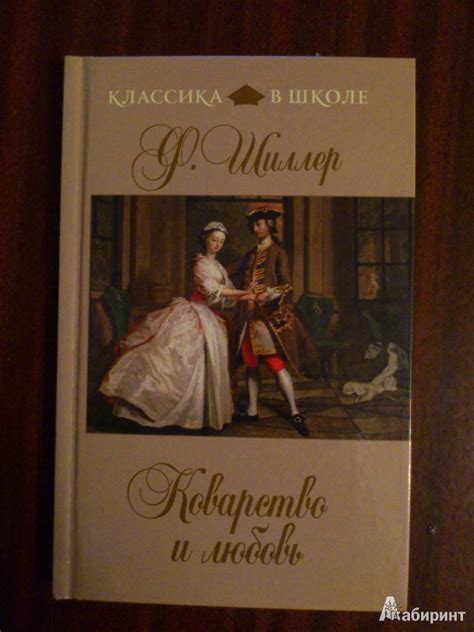 КЛАССИКА В ШКОЛЕ
Ф. Шиллер
Коварство
и любовь
Лабиринт